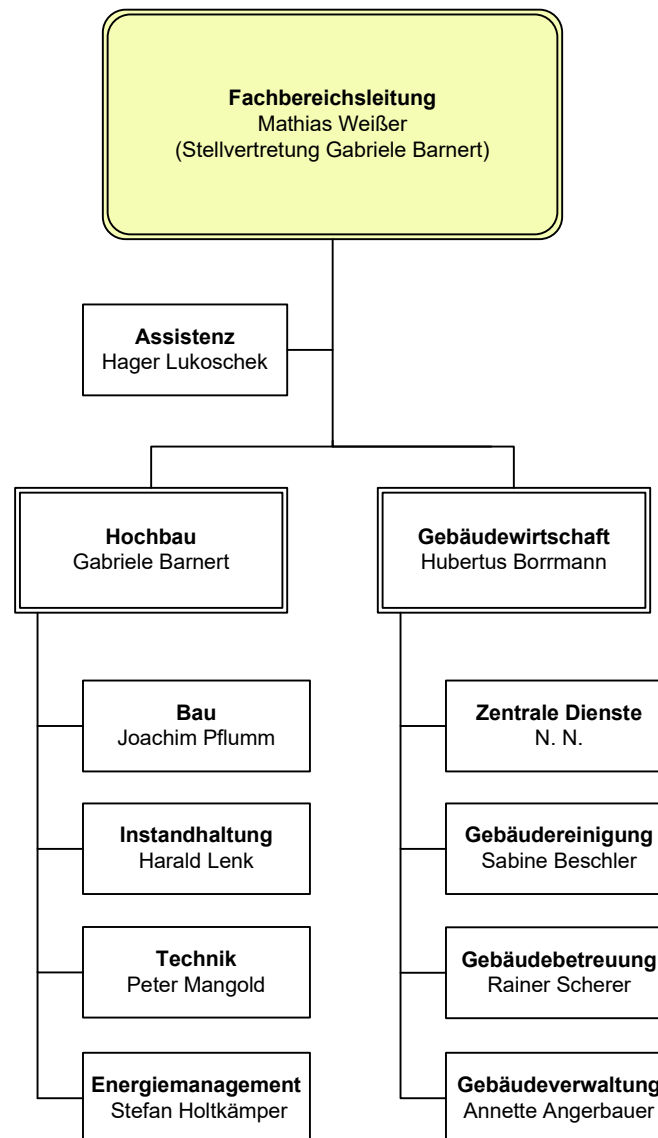 Fachbereichsleitung
Mathias Weißer
(Stellvertretung Gabriele Barnert)
Assistenz
Hager Lukoschek
Hochbau
Gabriele Barnert
Gebäudewirtschaft
Hubertus Borrmann
Bau
Joachim Pflumm
Instandhaltung
Harald Lenk
Technik
Peter Mangold
Energiemanagement
Stefan Holtkämper
Zentrale Dienste
N. N.
Gebäudereinigung
Sabine Beschler
Gebäudebetreuung
Rainer Scherer
Gebäudeverwaltung
Annette Angerbauer